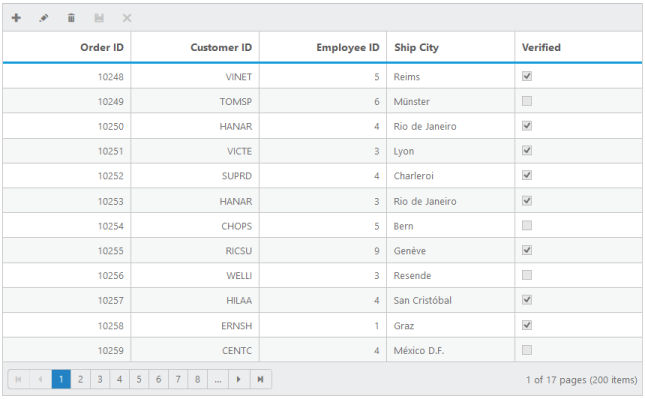 Order ID Customer ID Employee ID Ship City Verified
10248 VINET 5 Reims
10249 TOMSP 6 Münster
10250 HANAR 4 Rio de Janeiro
10251 VICTE 3 Lyon
10252 SUPRD 4 Charleroi
10253 HANAR 3 Rio de Janeiro
10254 CHOPS 5 Bern
10255 RICSU 9 Genève
10256 WELLI 3 Resende
10257 HILAA 4 San Cristóbal
10258 ERNSH 1 Graz
10259 CENTC 4 México D.F.
1 2 3 4 5 6 7 8 ... 1 of 17 pages (200 items)